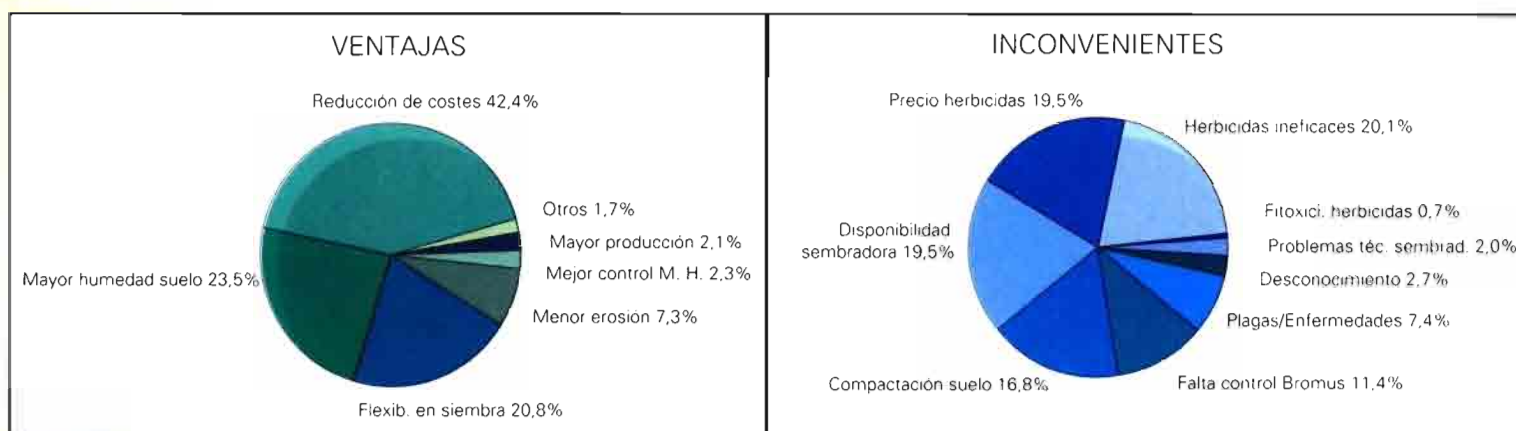 VENTAJAS
Reducción de costes 42,4%
Otros 1,7%
Mayor producción 2,1%
Mejor control M. H. 2,3%
Menor erosión 7,3%
Flexib. en siembra 20,8%
Mayor humedad suelo 23,5%
INCONVENIENTES
Precio herbicidas 19,5%
Herbicidas ineficaces 20,1%
Fitoxici. herbicidas 0,7%
Problemas téc. sembrad. 2,0%
Desconocimiento 2,7%
Plagas/Enfermedades 7,4%
Falta control Bromus 11,4%
Compactación suelo 16,8%
Disponibilidad
sembradora 19,5%